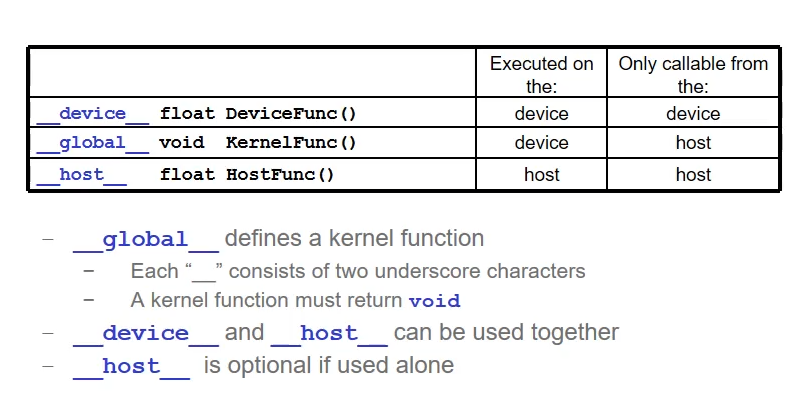 Executed on the:
Only callable from the:
__device__ float DeviceFunc()
device
device
__global__ void KernelFunc()
device
host
__host__ float HostFunc()
host
host
– __global__ defines a kernel function
– Each “__” consists of two underscore characters
– A kernel function must return void
– __device__ and __host__ can be used together
– __host__ is optional if used alone